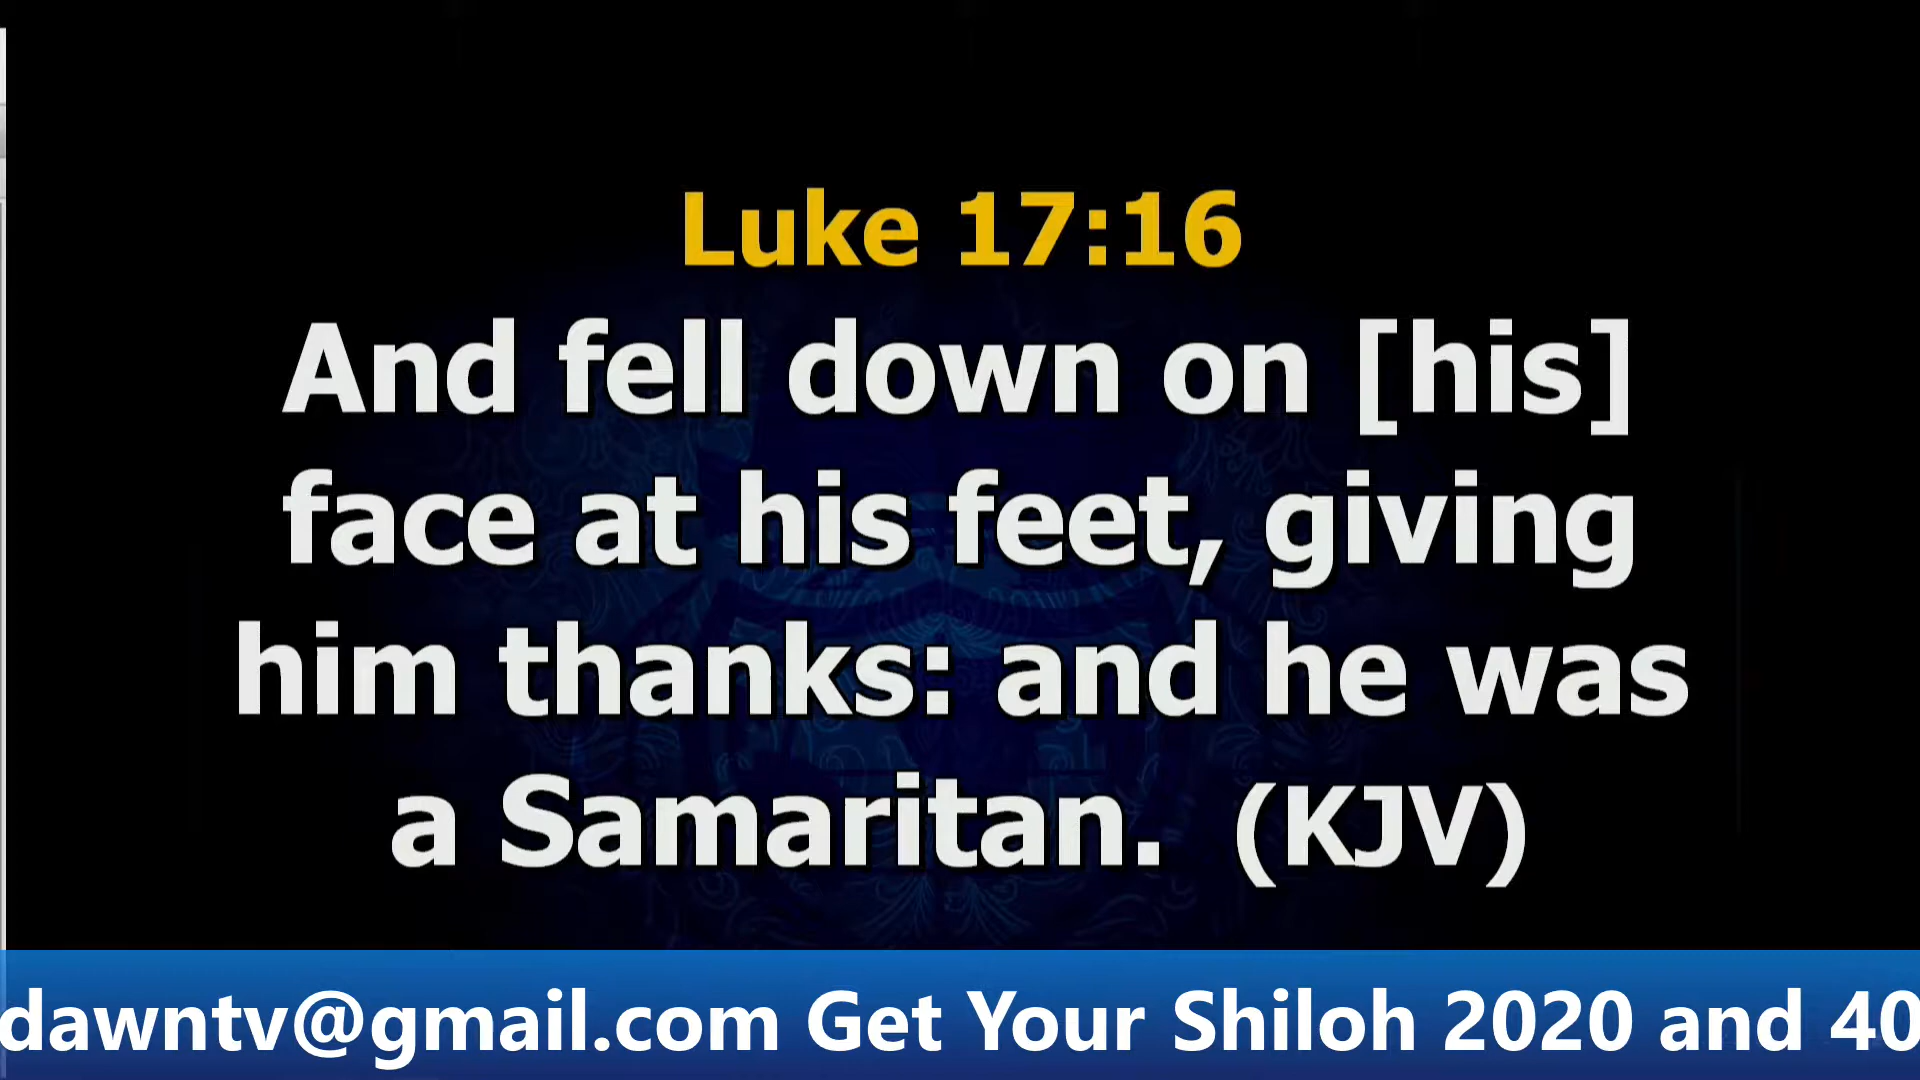 Luke 17:16
And fell down on [his]
face at his feet, giving
him thanks: and he was
a Samaritan. (KJV)
dawntv@gmail.com Get Your Shiloh 2020 and 40